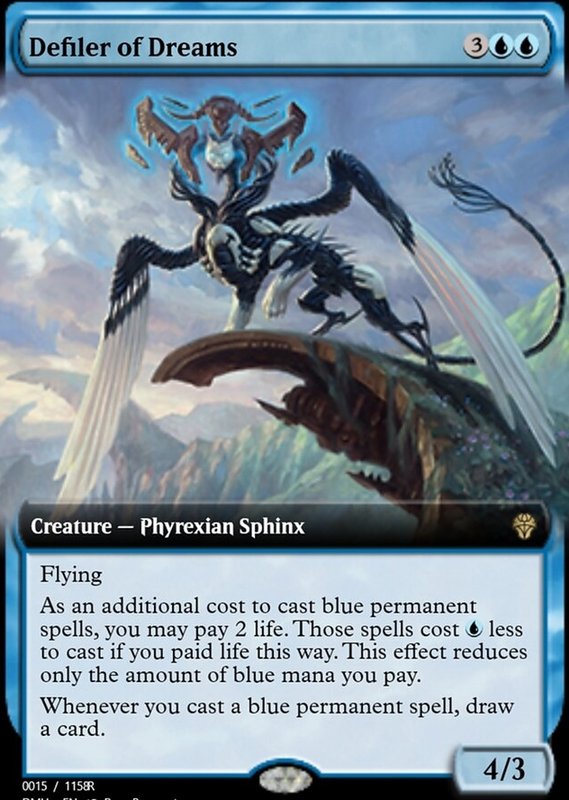 Defiler of Dreams 3
Creature — Phyrexian Sphinx
Flying
As an additional cost to cast blue permanent
spells, you may pay 2 life. Those spells cost less
to cast if you paid life this way. This effect reduces
only the amount of blue mana you pay.
Whenever you cast a blue permanent spell, draw
a card.
4/3
0015 / 1158R